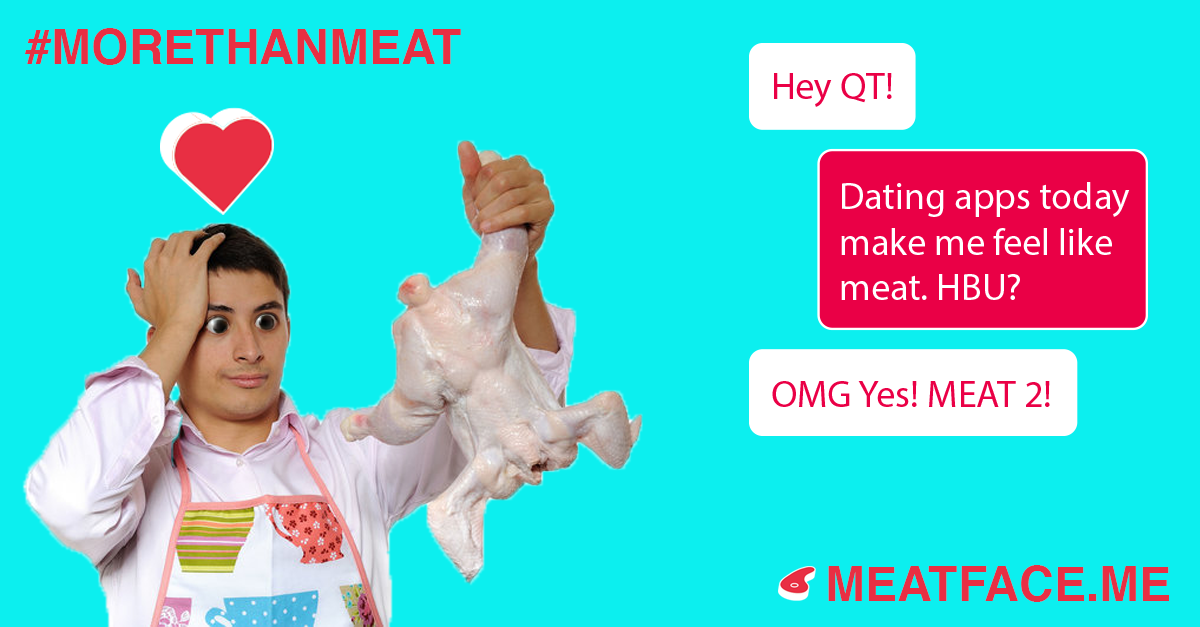 #MORETHANMEAT
Hey QT!
Dating apps today
make me feel like
meat. HBU?
OMG Yes! MEAT 2!
MEATFACE.ME